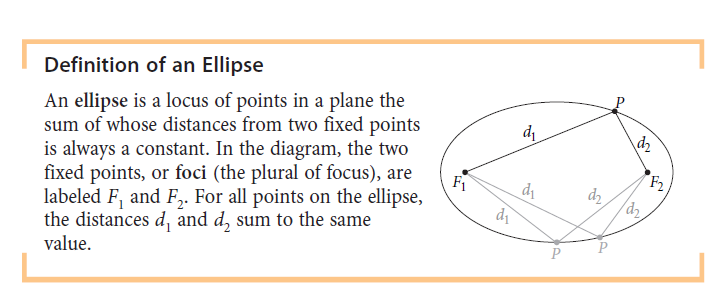 Definition of an Ellipse
An ellipse is a locus of points in a plane the
sum of whose distances from two fixed points
is always a constant. In the diagram, the two
fixed points, or foci (the plural of focus), are
labeled F₁ and F₂. For all points on the ellipse,
the distances d₁ and d₂ sum to the same
value.
P
d₁
d₂
F₁
F₂
d₁
d₂
d₁
d₂
P
P